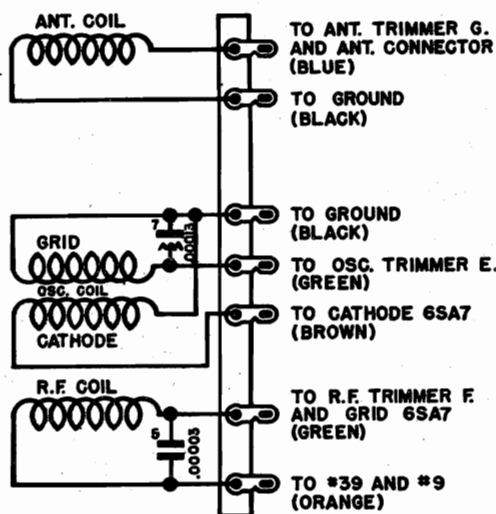 ANT. COIL
TO ANT. TRIMMER G.
AND ANT. CONNECTOR
(BLUE)
TO GROUND
(BLACK)
7
.00013
TO GROUND
(BLACK)
GRID
TO OSC. TRIMMER E.
(GREEN)
OSC. COIL
TO CATHODE 6SA7
(BROWN)
CATHODE
R.F. COIL
TO R.F. TRIMMER F.
AND GRID 6SA7
(GREEN)
5
.00005
TO #39 AND #9
(ORANGE)